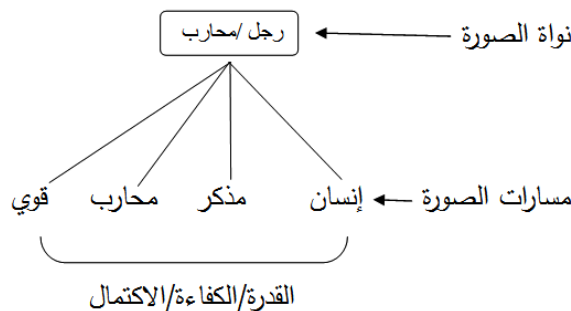 رجل /محارب
نواة الصورة
إنسان مذكر محارب قوي
مسارات الصورة
القدرة/الكفاءة/الاكتمال